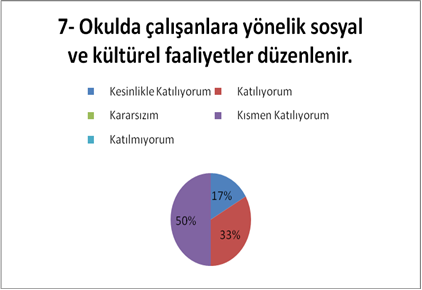 7- Okulda çalışanlara yönelik sosyal
ve kültürel faaliyetler düzenlenir.
Kesinlikle Katılıyorum
Katılıyorum
Kararsızım
Kısmen Katılıyorum
Katılmıyorum
17%
50%
33%